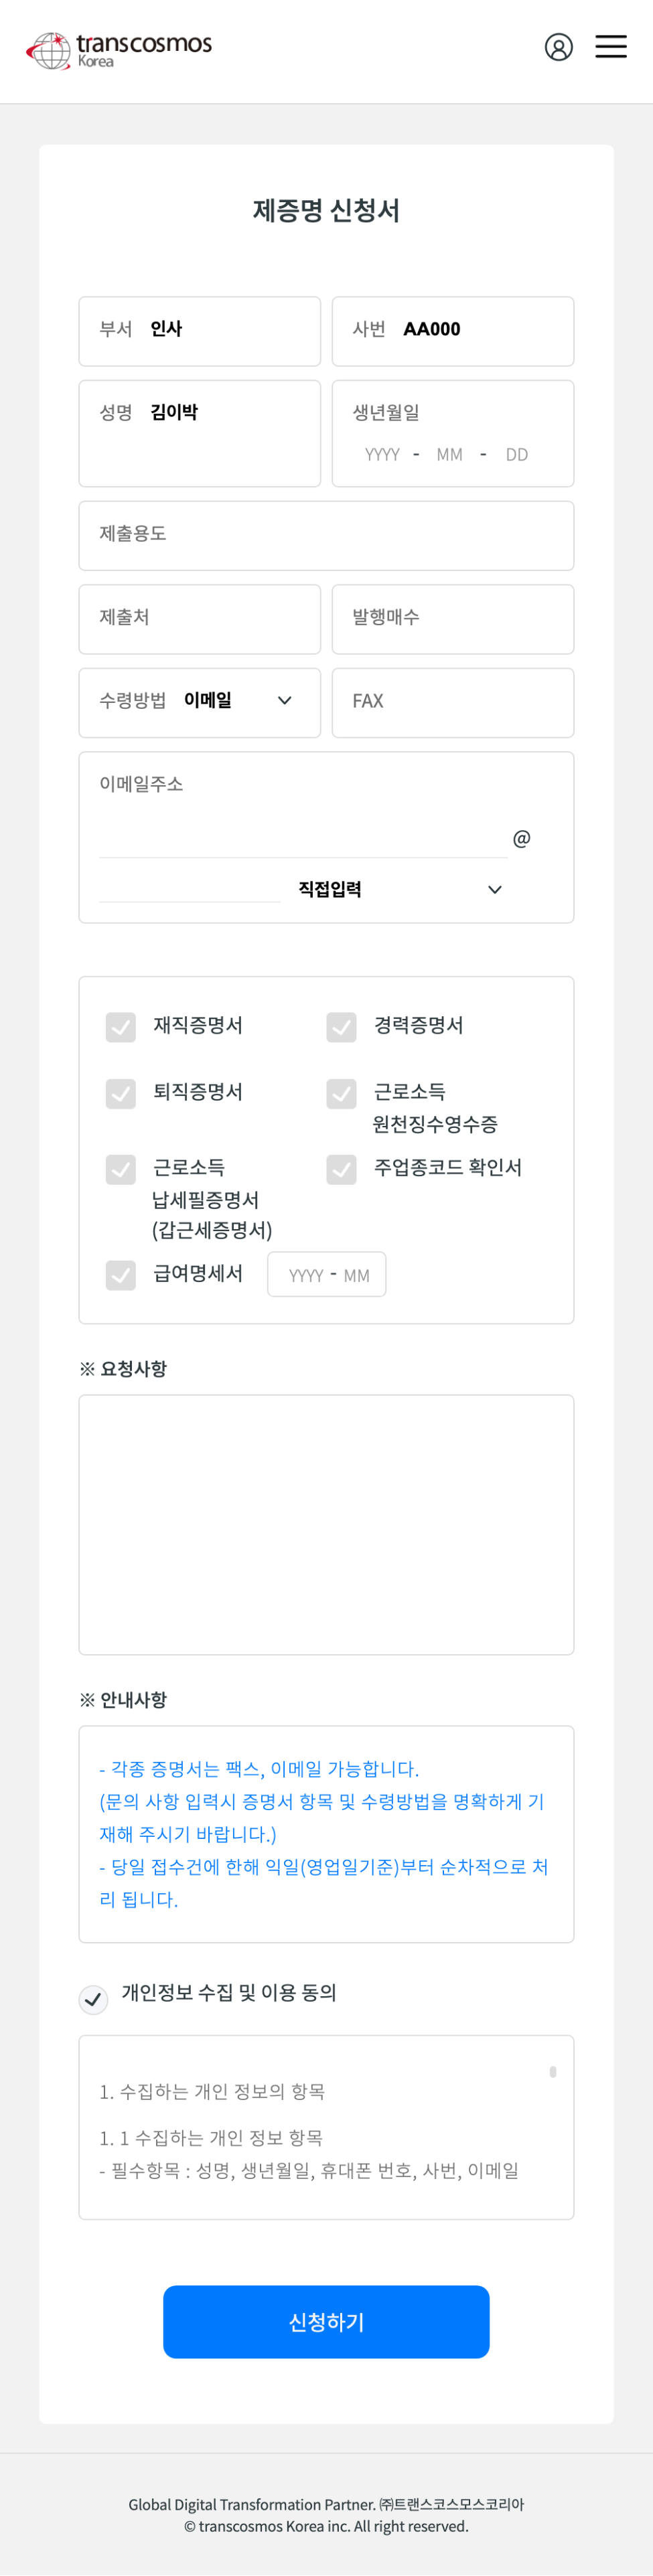 transcosmos
Korea
제증명 신청서
부서 인사
사번 AA000
성명 김이박
생년월일
YYYY - MM - DD
제출용도
제출처
발행매수
수령방법 이메일
FAX
이메일주소
@
직접입력
재직증명서
경력증명서
퇴직증명서
근로소득
원천징수영수증
근로소득
납세필증명서
(갑근세증명서)
주업종코드 확인서
급여명세서 YYYY - MM
※ 요청사항
※ 안내사항
- 각종 증명서는 팩스, 이메일 가능합니다.
(문의 사항 입력시 증명서 항목 및 수령방법을 명확하게 기
재해 주시기 바랍니다.)
- 당일 접수건에 한해 익일(영업일기준)부터 순차적으로 처
리 됩니다.
개인정보 수집 및 이용 동의
1. 수집하는 개인 정보의 항목
1. 1 수집하는 개인 정보 항목
- 필수항목 : 성명, 생년월일, 휴대폰 번호, 사번, 이메일
신청하기
Global Digital Transformation Partner. ㈜트랜스코스모스코리아
© transcosmos Korea inc. All right reserved.